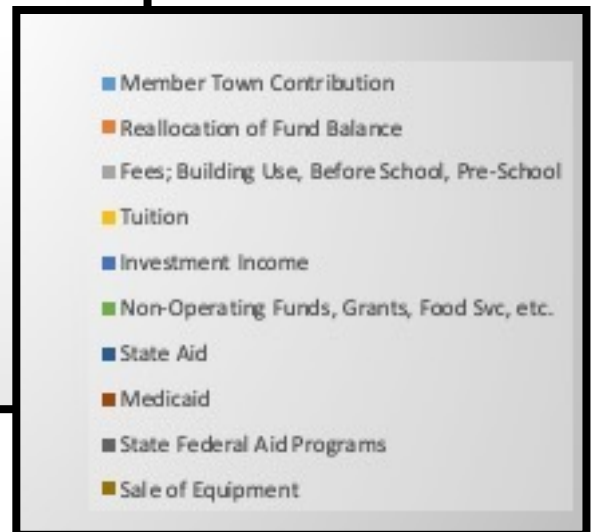 Member Town Contribution
Reallocation of Fund Balance
Fees; Building Use, Before School, Pre-School
Tuition
Investment Income
Non-Operating Funds, Grants, Food Svc, etc.
State Aid
Medicaid
State Federal Aid Programs
Sale of Equipment